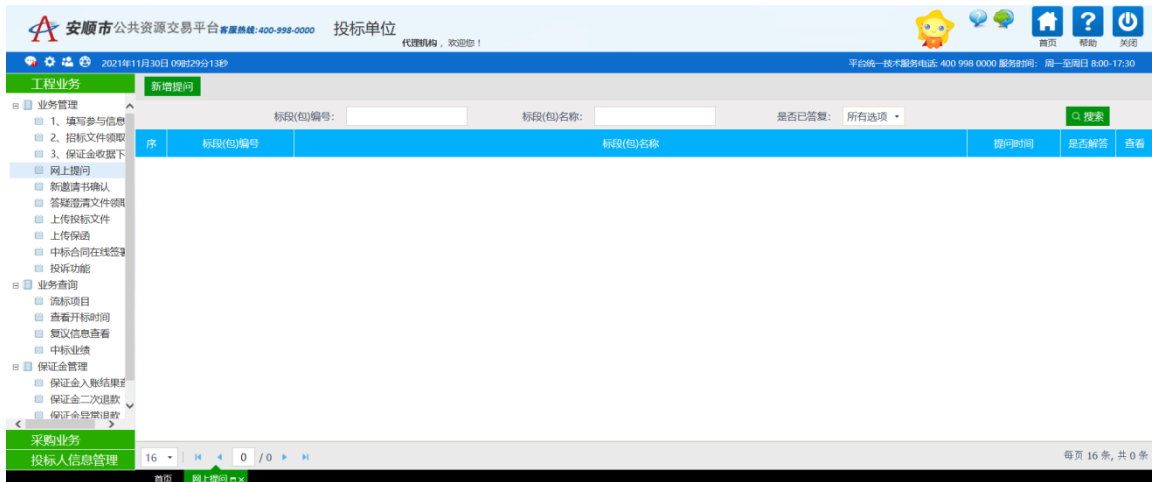 安顺市公共资源交易平台客服热线:400-998-0000 投标单位
代理机构，欢迎您！
首页 帮助 关闭
2021年11月30日 09时29分13秒 平台统一技术服务电话: 400 998 0000 服务时间： 周一至周日 8:00-17:30
工程业务
新增提问
标段(包)编号: 标段(包)名称: 是否已答复: 所有选项 搜索
序 标段(包)编号 标段(包)名称 提问时间 是否解答 查看
业务管理
1、填写参与信息
2、招标文件领取
3、保证金收据下
网上提问
新邀请书确认
答疑澄清文件领取
上传投标文件
上传保函
中标合同在线签署
投诉功能
业务查询
流标项目
查看开标时间
复议信息查看
中标业绩
保证金管理
保证金入账结果查
保证金二次退款
保证金异常退款
采购业务
投标人信息管理
16 0 / 0 每页 16 条, 共 0 条
首页 网上提问